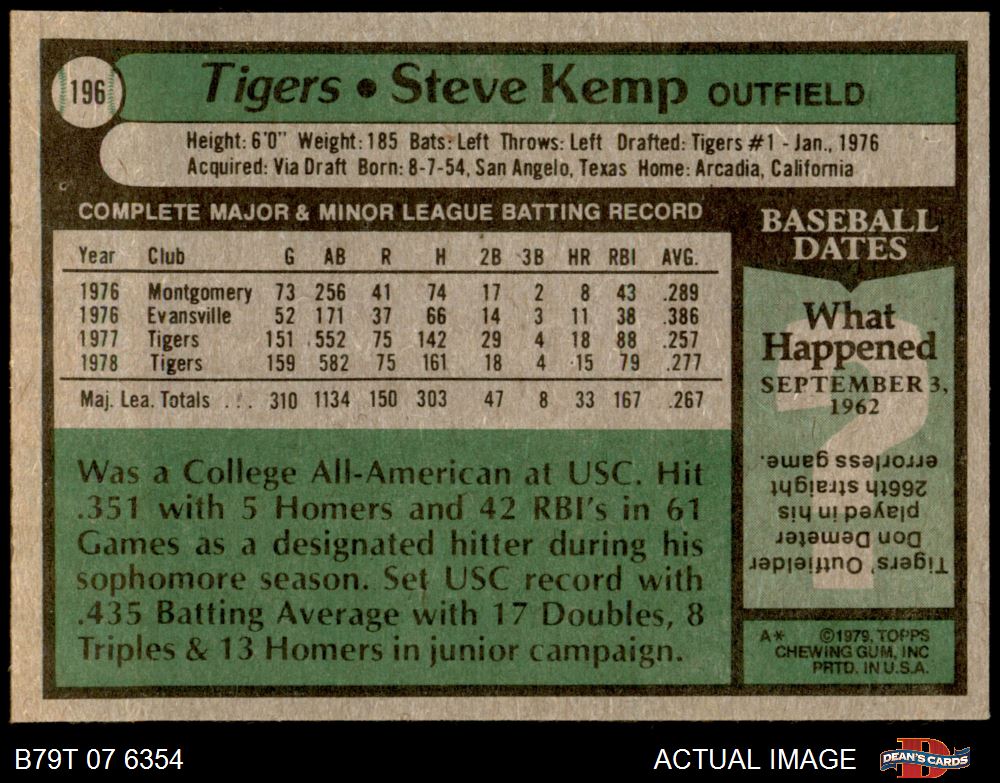 196
Tigers • Steve Kemp OUTFIELD
Height: 6'0" Weight: 185 Bats: Left Throws: Left Drafted: Tigers #1 - Jan., 1976
Acquired: Via Draft Born: 8-7-54, San Angelo, Texas Home: Arcadia, California
COMPLETE MAJOR & MINOR LEAGUE BATTING RECORD
Year Club G AB R H 2B 3B HR RBI AVG.
1976 Montgomery 73 256 41 74 17 2 8 43 .289
1976 Evansville 52 171 37 66 14 3 11 38 .386
1977 Tigers 151 552 75 142 29 4 18 88 .257
1978 Tigers 159 582 75 161 18 4 15 79 .277
Maj. Lea. Totals ... 310 1134 150 303 47 8 33 167 .267
Was a College All-American at USC. Hit
.351 with 5 Homers and 42 RBI's in 61
Games as a designated hitter during his
sophomore season. Set USC record with
.435 Batting Average with 17 Doubles, 8
Triples & 13 Homers in junior campaign.
BASEBALL
DATES
What
Happened
SEPTEMBER 3,
1962
Tigers' Outfielder
Don Demeter
played in his
266th straight
errorless game.
A* ©1979, TOPPS
CHEWING GUM, INC
PRTD. IN U.S.A.
B79T 07 6354
ACTUAL IMAGE
D
DEAN'S CARDS